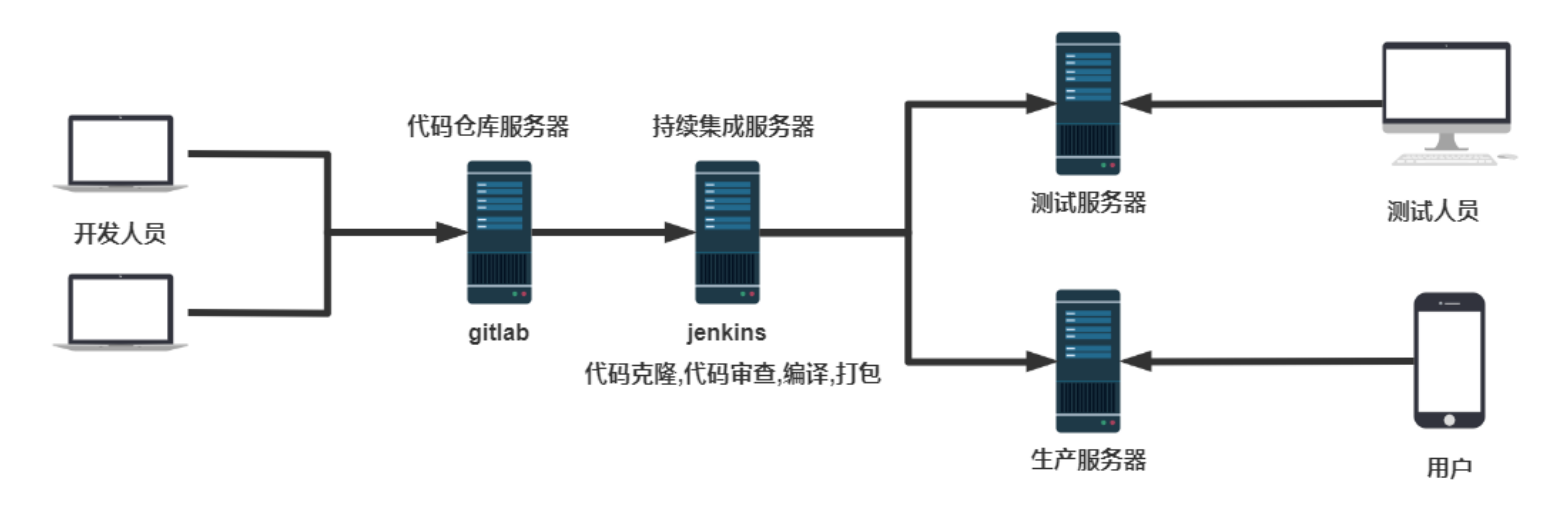 开发人员
代码仓库服务器
gitlab
持续集成服务器
jenkins
代码克隆,代码审查,编译,打包
测试服务器
测试人员
生产服务器
用户